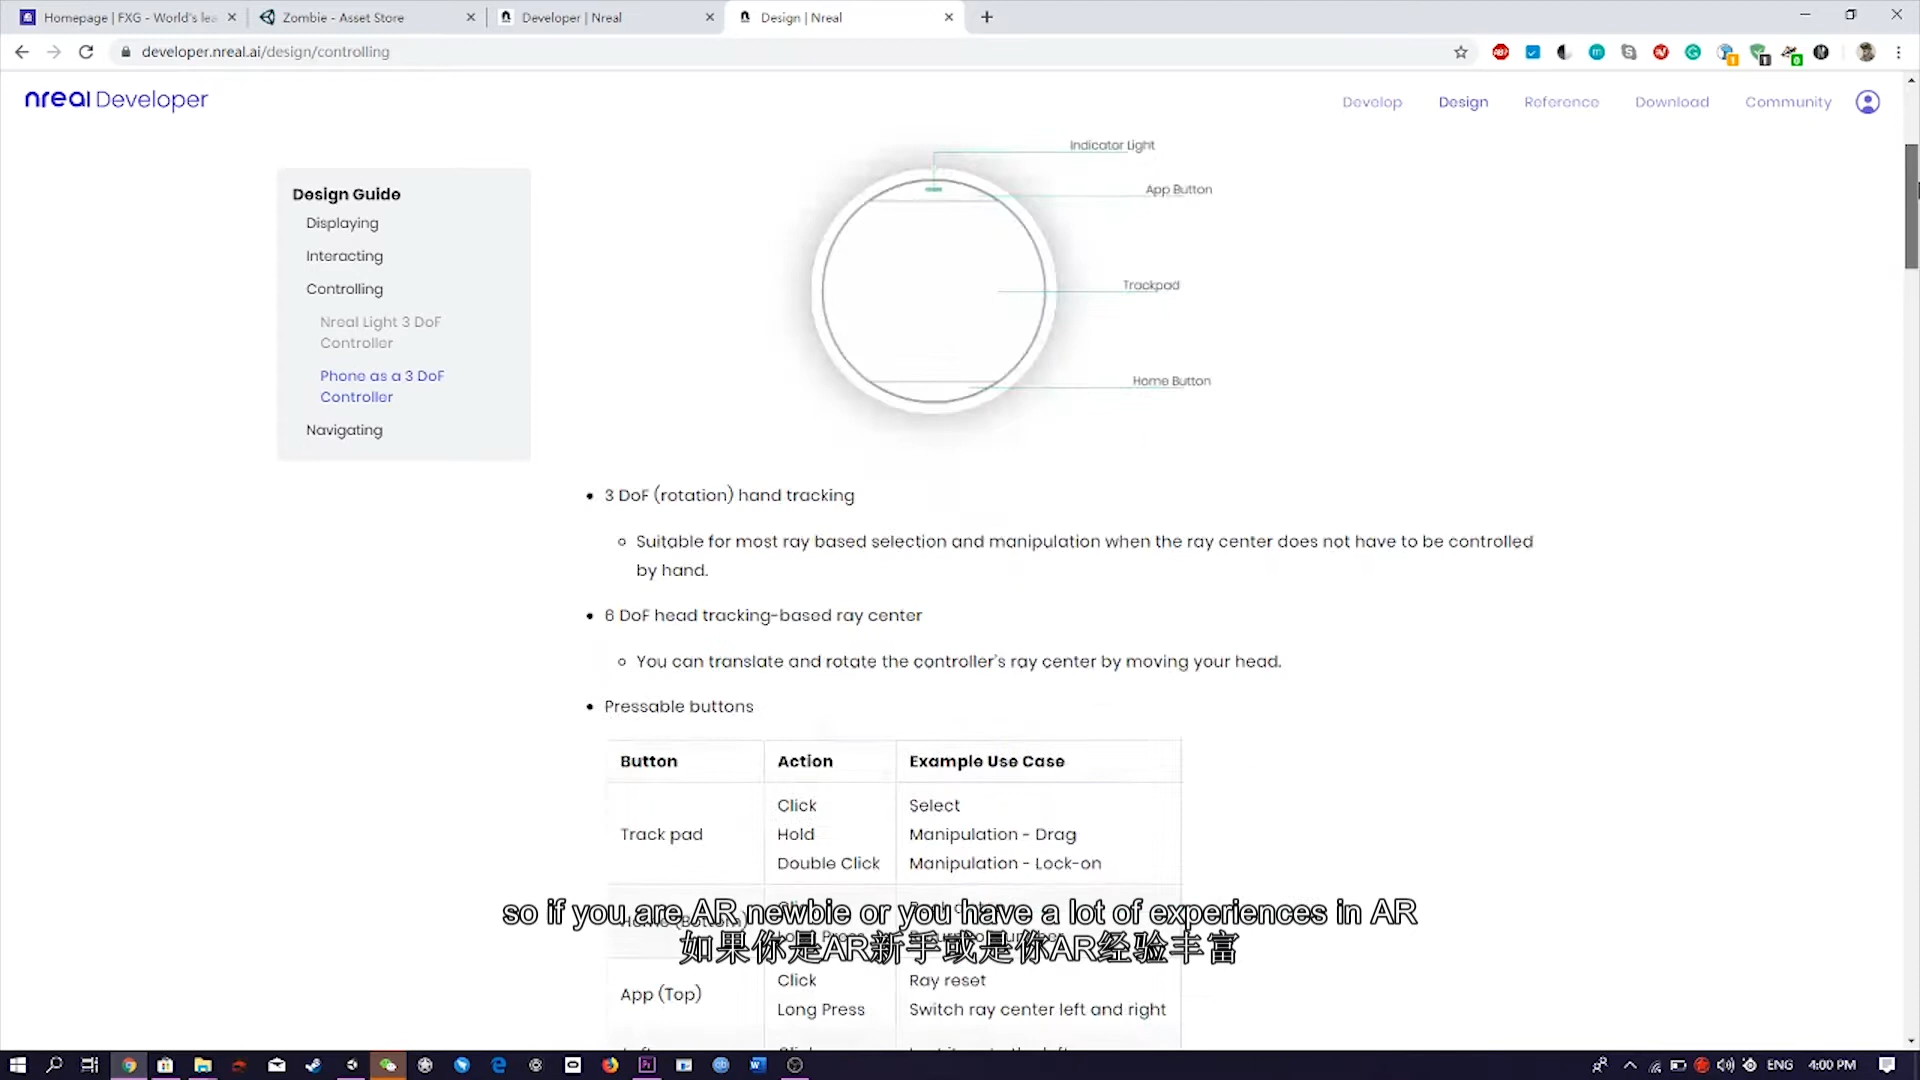 Homepage | FXG - World's lea
Zombie - Asset Store
Developer | Nreal
Design | Nreal
developer.nreal.ai/design/controlling
nreal Developer
Develop
Design
Reference
Download
Community
Design Guide
Displaying
Interacting
Controlling
Nreal Light 3 DoF
Controller
Phone as a 3 DoF
Controller
Navigating
Indicator Light
App Button
Trackpad
Home Button
3 DoF (rotation) hand tracking
Suitable for most ray based selection and manipulation when the ray center does not have to be controlled
by hand.
6 DoF head tracking-based ray center
You can translate and rotate the controller's ray center by moving your head.
Pressable buttons
Button Action Example Use Case
Click Select
Track pad Hold Manipulation - Drag
Double Click Manipulation - Lock-on
so if you are AR newbie or you have a lot of experiences in AR
如果你是AR新手或是你AR经验丰富
Click Ray reset
App (Top)
Long Press Switch ray center left and right
ENG 4:00 PM